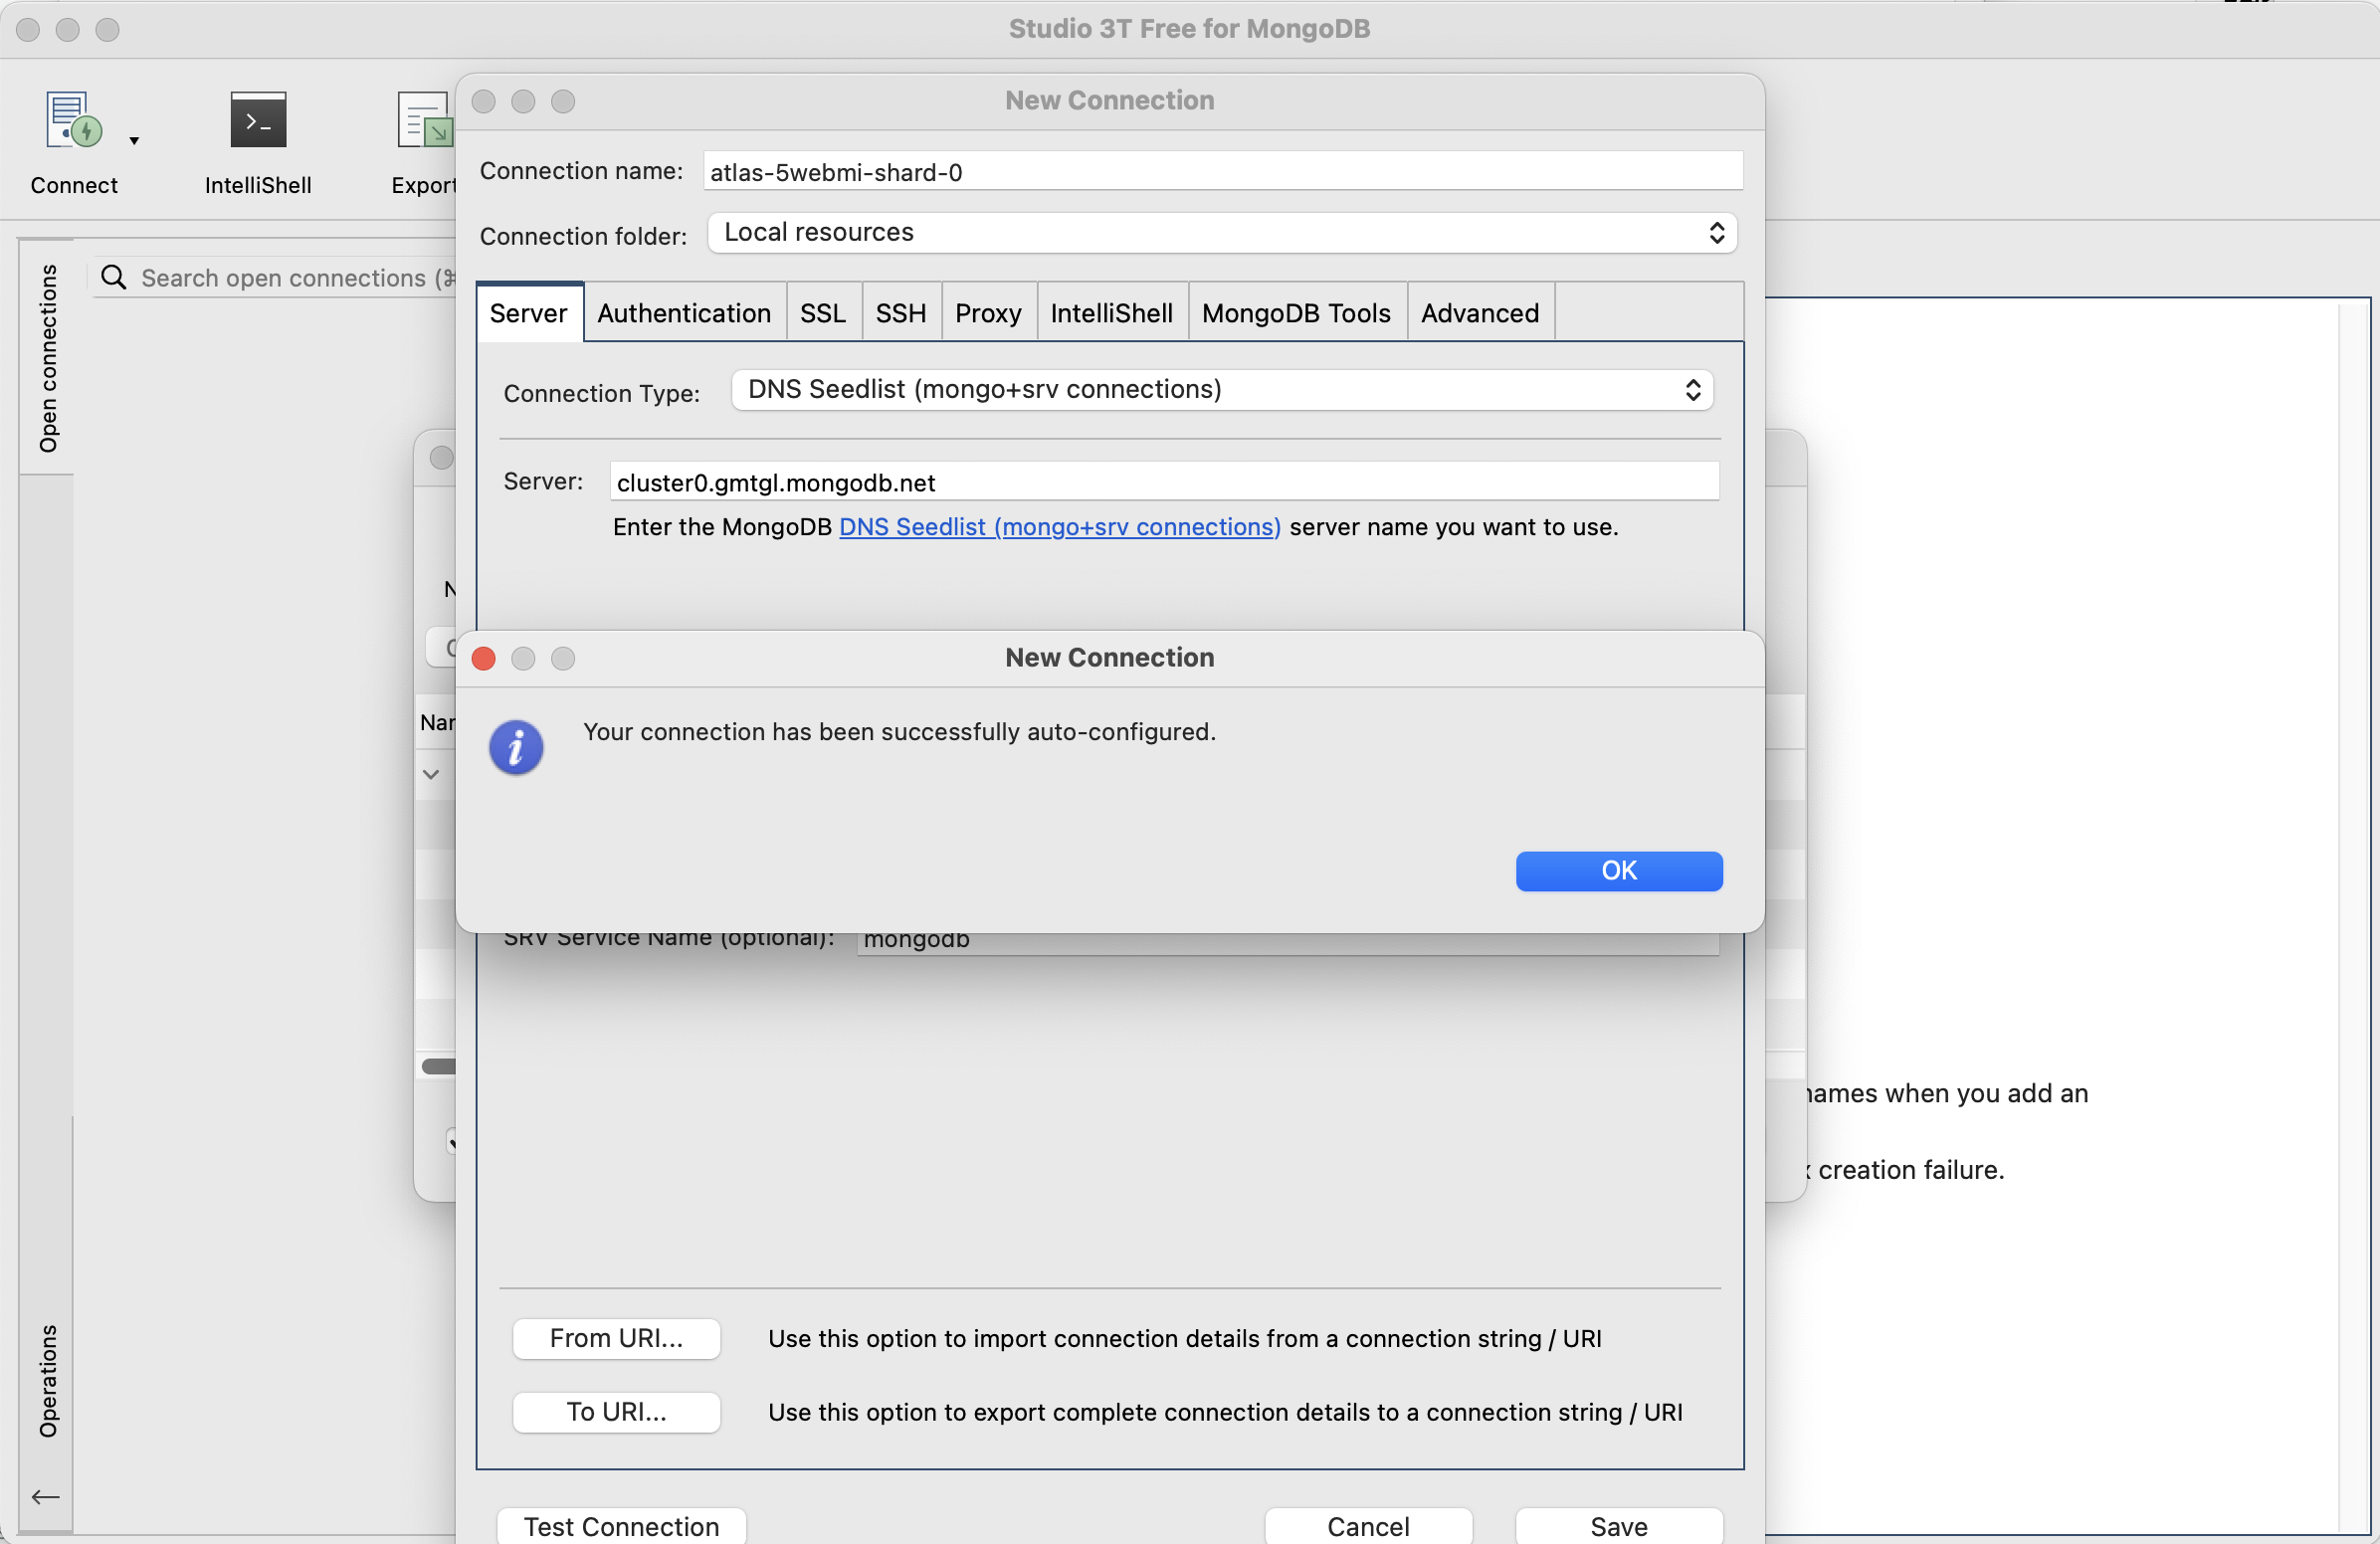 Studio 3T Free for MongoDB
Connect
IntelliShell
Export
New Connection
Connection name: atlas-5webmi-shard-0
Connection folder: Local resources
Open connections
Search open connections (⌘
Server Authentication SSL SSH Proxy IntelliShell MongoDB Tools Advanced
Connection Type: DNS Seedlist (mongo+srv connections)
Server: cluster0.gmtgl.mongodb.net
Enter the MongoDB DNS Seedlist (mongo+srv connections) server name you want to use.
New Connection
Your connection has been successfully auto-configured.
OK
SRV Service Name (optional): mongodb
names when you add an
creation failure.
From URI... Use this option to import connection details from a connection string / URI
To URI... Use this option to export complete connection details to a connection string / URI
Operations
Test Connection Cancel Save